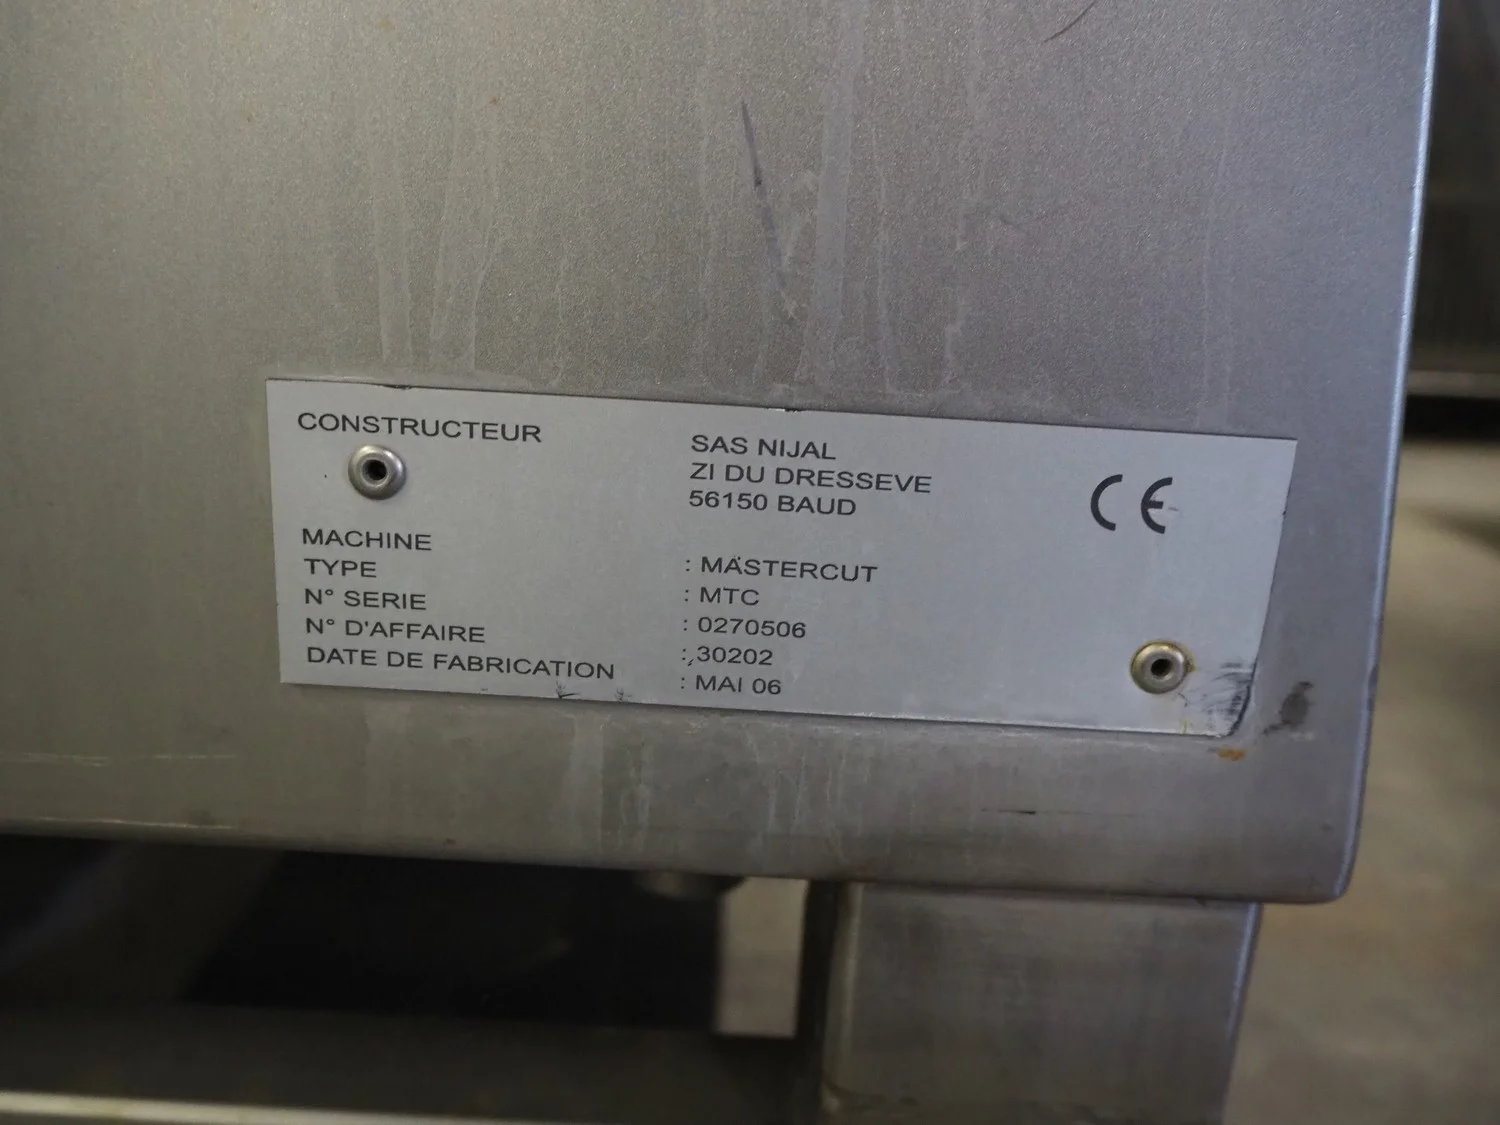 CONSTRUCTEUR SAS NIJAL
ZI DU DRESSEVE
56150 BAUD
CE
MACHINE : MASTERCUT
TYPE : MTC
N° SERIE : 0270506
N° D'AFFAIRE : 30202
DATE DE FABRICATION : MAI 06